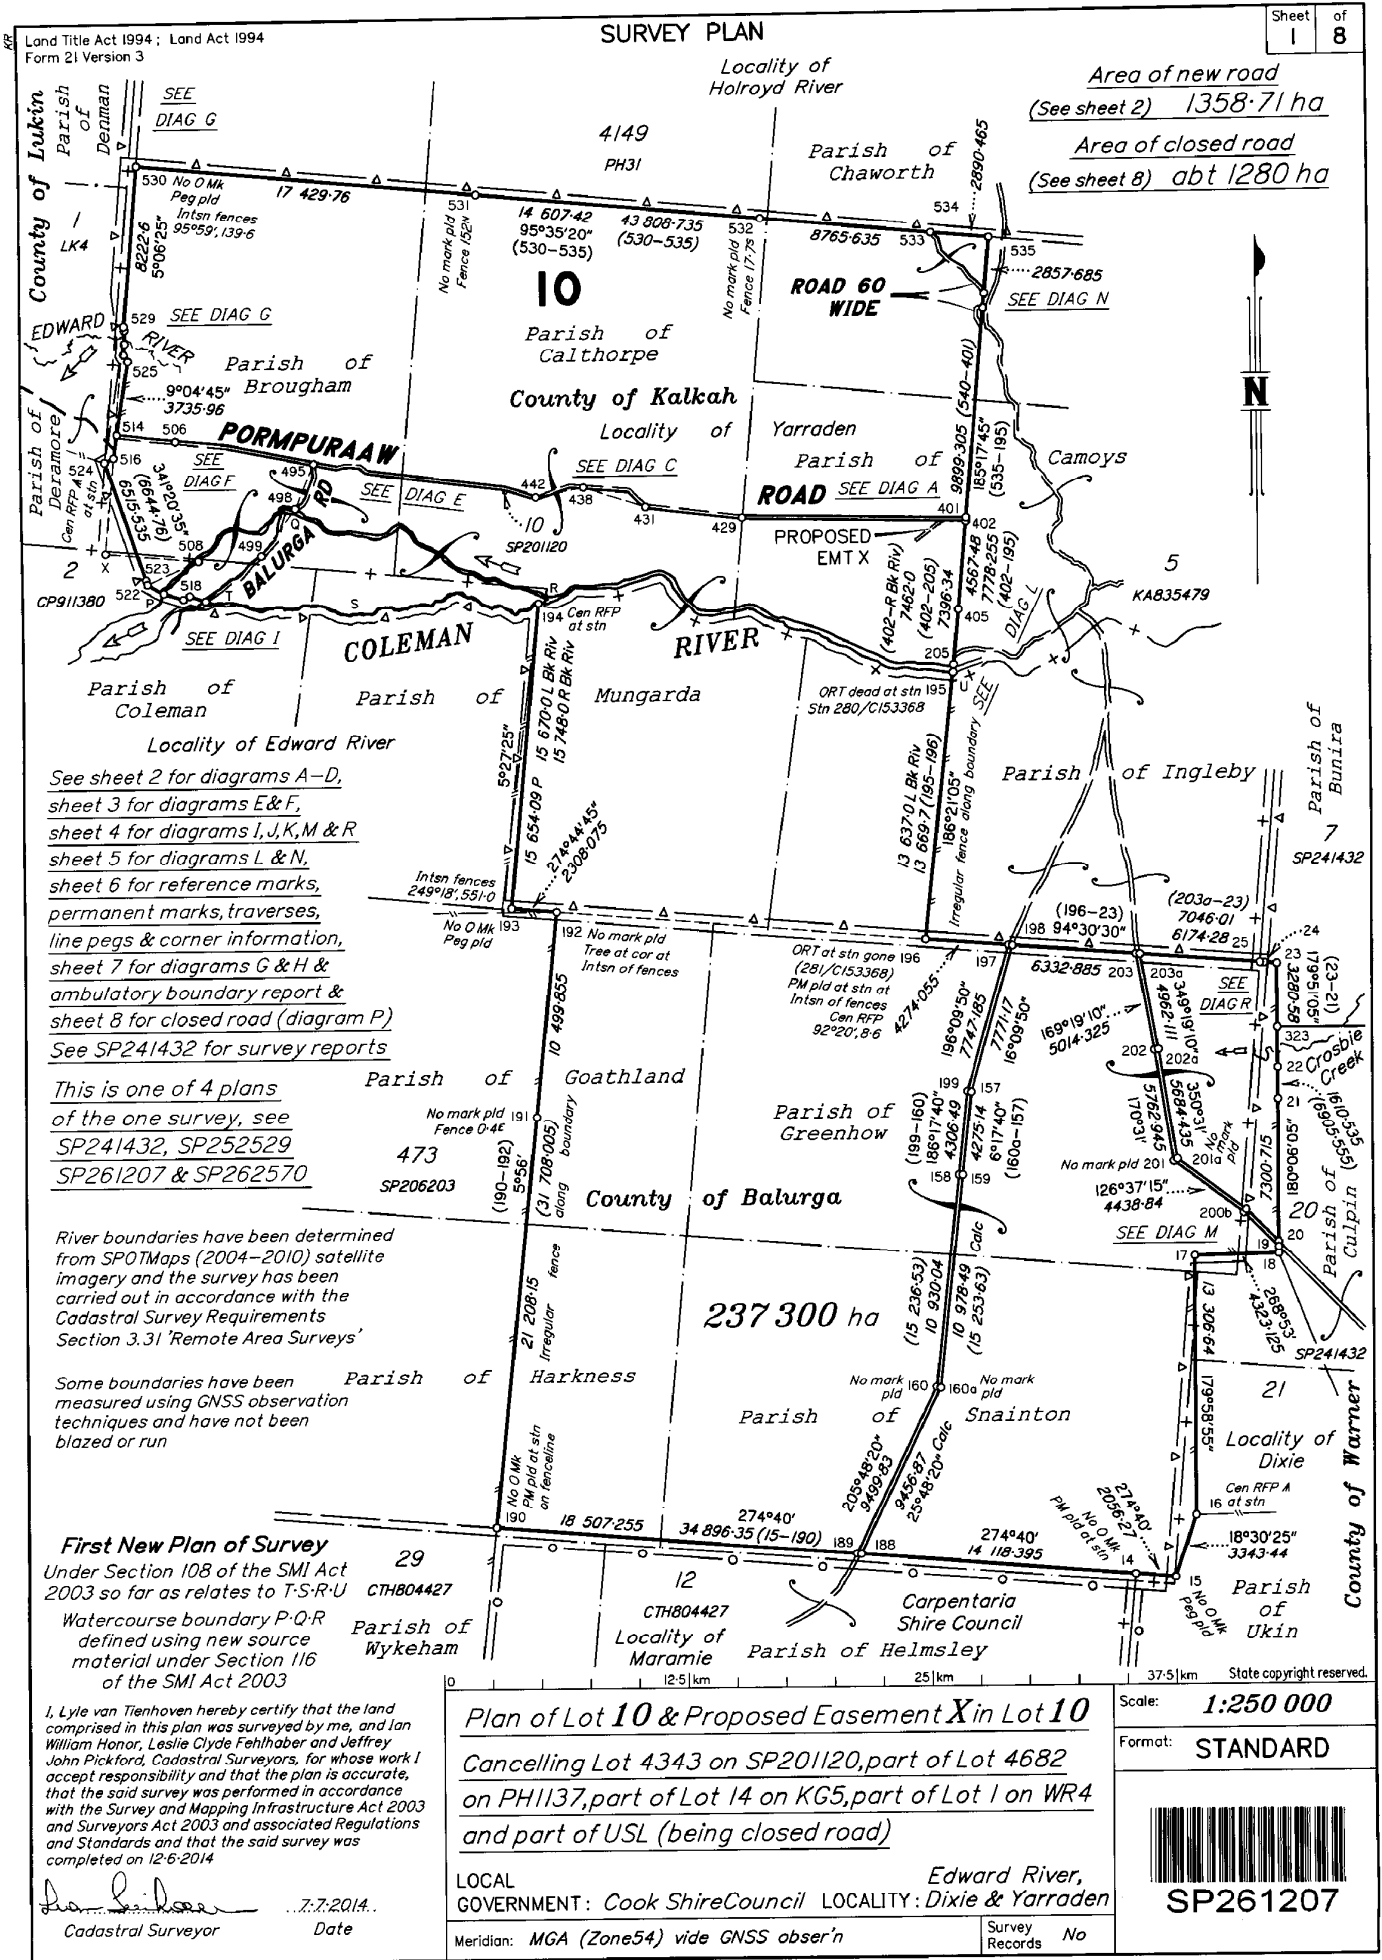 KR
Land Title Act 1994 ; Land Act 1994
Form 21 Version 3
SURVEY PLAN
Sheet 1 of 8
Area of new road
(See sheet 2) 1358·71 ha
Area of closed road
(See sheet 8) abt 1280 ha
Locality of
Holroyd River
County of Lukin
Parish
of
Denman
SEE
DIAG G
4149
PH31
Parish of
Chaworth
2890·465
1
LK4
530
No O Mk
Peg pld
Intsn fences
95°59', 139·6
17 429·76
531
No mark pld
Fence 152N
14 607·42
95°35'20"
(530–535)
43 808·735
(530–535)
532
No mark pld
Fence 17·7S
8765·635
533
534
535
2857·685
8222·6
5°06'25"
10
ROAD 60
WIDE
SEE DIAG N
529
SEE DIAG G
EDWARD
RIVER
525
Parish of
Brougham
Parish of
Calthorpe
County of Kalkah
Locality of Yarraden
9°04'45"
3735·96
514
506
PORMPURAAW
ROAD
Parish of
Deramore
524
516
Cen RFP A
at stn
SEE
DIAG F
341°20'35"
(6644·76)
6515·535
495
498
Q
499
BALURGA RD
SEE DIAG E
442
438
SEE DIAG C
431
429
10
SP201120
Parish of
Camoys
SEE DIAG A
401
402
9899·305 (540–401)
185°17'45"
(535–195)
PROPOSED
EMT X
N
5
KA835479
2
CP911380
X
508
523
522
P
518
T
S
R
SEE DIAG I
COLEMAN
RIVER
194
Cen RFP
at stn
(402–R Bk Riv)
7462·0
(402–205)
7396·34
4567·48
7778·255
(402–195)
405
205
195
DIAG L
SEE
ORT dead at stn
Stn 280/C153368
Parish of
Coleman
Parish of Mungarda
Locality of Edward River
5°27'25"
15 654·09 P
15 670·0 L Bk Riv
15 748·0 R Bk Riv
13 637·0 L Bk Riv
13 669·7 (195–196)
186°21'05"
Irregular fence along boundary
Parish of Ingleby
Parish of
Bunira
7
SP241432
See sheet 2 for diagrams A–D,
sheet 3 for diagrams E & F,
sheet 4 for diagrams I, J, K, M & R
sheet 5 for diagrams L & N,
sheet 6 for reference marks,
permanent marks, traverses,
line pegs & corner information,
sheet 7 for diagrams G & H &
ambulatory boundary report &
sheet 8 for closed road (diagram P)
See SP241432 for survey reports
This is one of 4 plans
of the one survey, see
SP241432, SP252529
SP261207 & SP262570
274°44'45"
2308·075
Intsn fences
249°18', 551·0
No O Mk
Peg pld
193
192
No mark pld
Tree at cor at
Intsn of fences
ORT at stn gone
(281/C153368)
PM pld at stn at
Intsn of fences
Cen RFP
92°20', 8·6
196
4274·055
197
198
(196–23)
94°30'30"
6332·885
(203a–23)
7046·01
6174·28
203
203a
25
24
23
SEE
DIAG R
(23–21)
179°51'05"
3280·58
323
Crosbie
Creek
22
21
1610·535
(6905·555)
10 499·855
196°09'50"
7747·185
7771·17
16°09'50"
169°19'10"
5014·325
349°19'10"
4962·111
202
202a
5
5762·945
170°31'
350°31'
5684·435
No
mark
pld
No mark pld 201
201a
126°37'15"
4438·84
200b
7300·715
180°06'05"
20
Parish of
Culpin
SEE DIAG M
17
19
20
18
268°53'
4323·125
SP241432
Parish of Goathland
No mark pld
Fence 0·4E
191
473
SP206203
(190–192)
5°56'
(31 708·005)
along boundary
21 208·15
Irregular fence
199
157
Parish of
Greenhow
(199–160)
186°17'40"
4306·49
4275·14
6°17'40"
(160a–157)
158
159
County of Balurga
237 300 ha
(15 236·53)
10 930·04
10 978·49 Calc
(15 253·63)
River boundaries have been determined
from SPOTMaps (2004–2010) satellite
imagery and the survey has been
carried out in accordance with the
Cadastral Survey Requirements
Section 3.31 'Remote Area Surveys'
Some boundaries have been
measured using GNSS observation
techniques and have not been
blazed or run
Parish of Harkness
No mark
pld
160
160a
No mark
pld
Parish of Snainton
13 306·64
179°58'55"
21
Locality of
Dixie
County of Warner
Cen RFP A
at stn
16
18°30'25"
3343·44
205°48'20"
9499·83
9456·87 Calc
25°48'20"
No O Mk
PM pld at stn
on fenceline
190
18 507·255
274°40'
34 896·35 (15–190)
189
188
274°40'
14 118·395
274°40'
2056·27
No O Mk
PM pld at stn
14
15
No O Mk
Peg pld
Parish
of
Ukin
First New Plan of Survey
Under Section 108 of the SMI Act
2003 so far as relates to T·S·R·U
Watercourse boundary P·Q·R
defined using new source
material under Section 116
of the SMI Act 2003
29
CTH804427
Parish of
Wykeham
12
CTH804427
Locality of
Maramie
Carpentaria
Shire Council
Parish of Helmsley
0
12·5 km
25 km
37·5 km
State copyright reserved.
I, Lyle van Tienhoven hereby certify that the land
comprised in this plan was surveyed by me, and Ian
William Honor, Leslie Clyde Fehlhaber and Jeffrey
John Pickford, Cadastral Surveyors, for whose work I
accept responsibility and that the plan is accurate,
that the said survey was performed in accordance
with the Survey and Mapping Infrastructure Act 2003
and Surveyors Act 2003 and associated Regulations
and Standards and that the said survey was
completed on 12·6·2014
7·7·2014
Cadastral Surveyor Date
Plan of Lot 10 & Proposed Easement X in Lot 10
Cancelling Lot 4343 on SP201120, part of Lot 4682
on PH1137, part of Lot 14 on KG5, part of Lot 1 on WR4
and part of USL (being closed road)
LOCAL
GOVERNMENT: Cook Shire Council
LOCALITY: Edward River,
Dixie & Yarraden
Meridian: MGA (Zone54) vide GNSS obser'n
Survey
Records No
Scale: 1:250 000
Format: STANDARD
SP261207